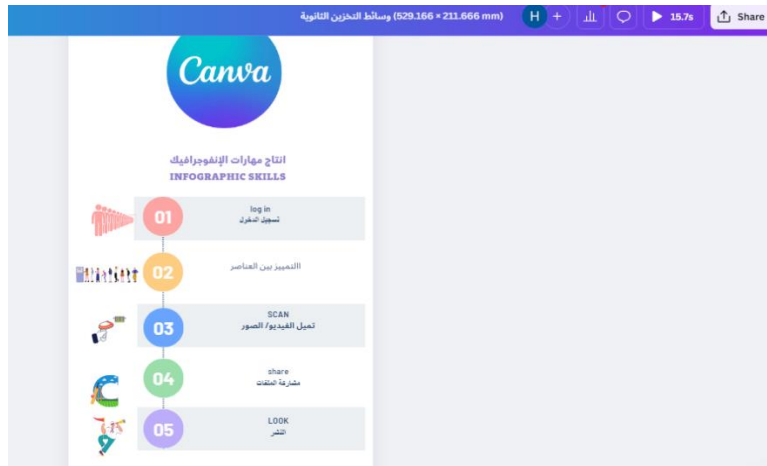 وسائط التخزين الثانوية (529.166 × 211.666 mm)
H
+
15.7s
Share
Canva
انتاج مهارات الإنفوجرافيك
INFOGRAPHIC SKILLS
01
log in
تسجيل الدخول
02
االتمييز بين العناصر
03
SCAN
تميل الفيديو/ الصور
04
share
مشاركة الملفات
05
LOOK
النشر